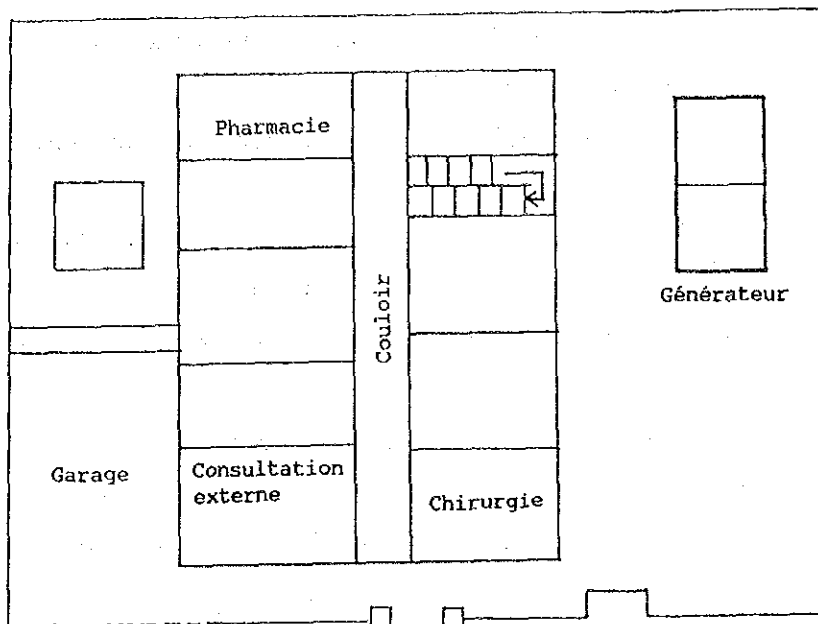 Pharmacie
Couloir
Générateur
Garage
Consultation
externe
Chirurgie